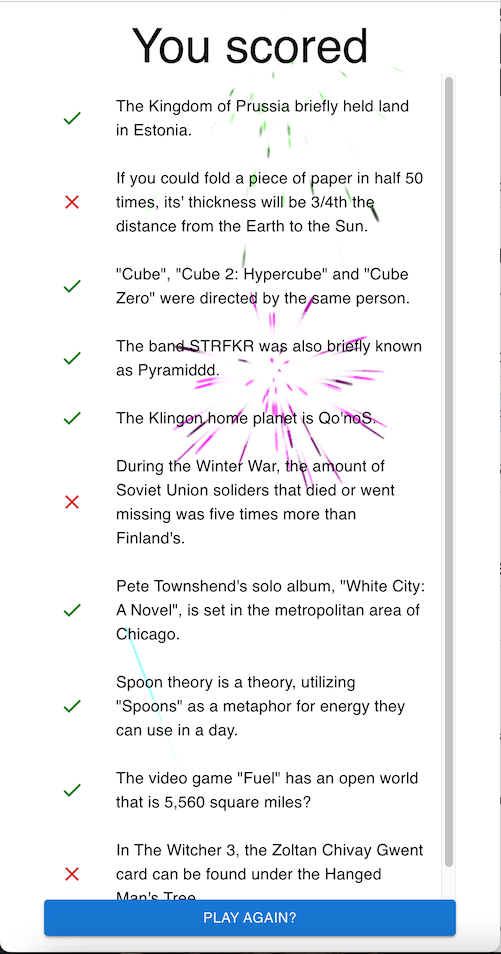 You scored
The Kingdom of Prussia briefly held land
in Estonia.
If you could fold a piece of paper in half 50
times, its' thickness will be 3/4th the
distance from the Earth to the Sun.
"Cube", "Cube 2: Hypercube" and "Cube
Zero" were directed by the same person.
The band STRFKR was also briefly known
as Pyramiddd.
The Klingon home planet is Qo'noS.
During the Winter War, the amount of
Soviet Union soliders that died or went
missing was five times more than
Finland's.
Pete Townshend's solo album, "White City:
A Novel", is set in the metropolitan area of
Chicago.
Spoon theory is a theory, utilizing
"Spoons" as a metaphor for energy they
can use in a day.
The video game "Fuel" has an open world
that is 5,560 square miles?
In The Witcher 3, the Zoltan Chivay Gwent
card can be found under the Hanged
Man's Tree
PLAY AGAIN?